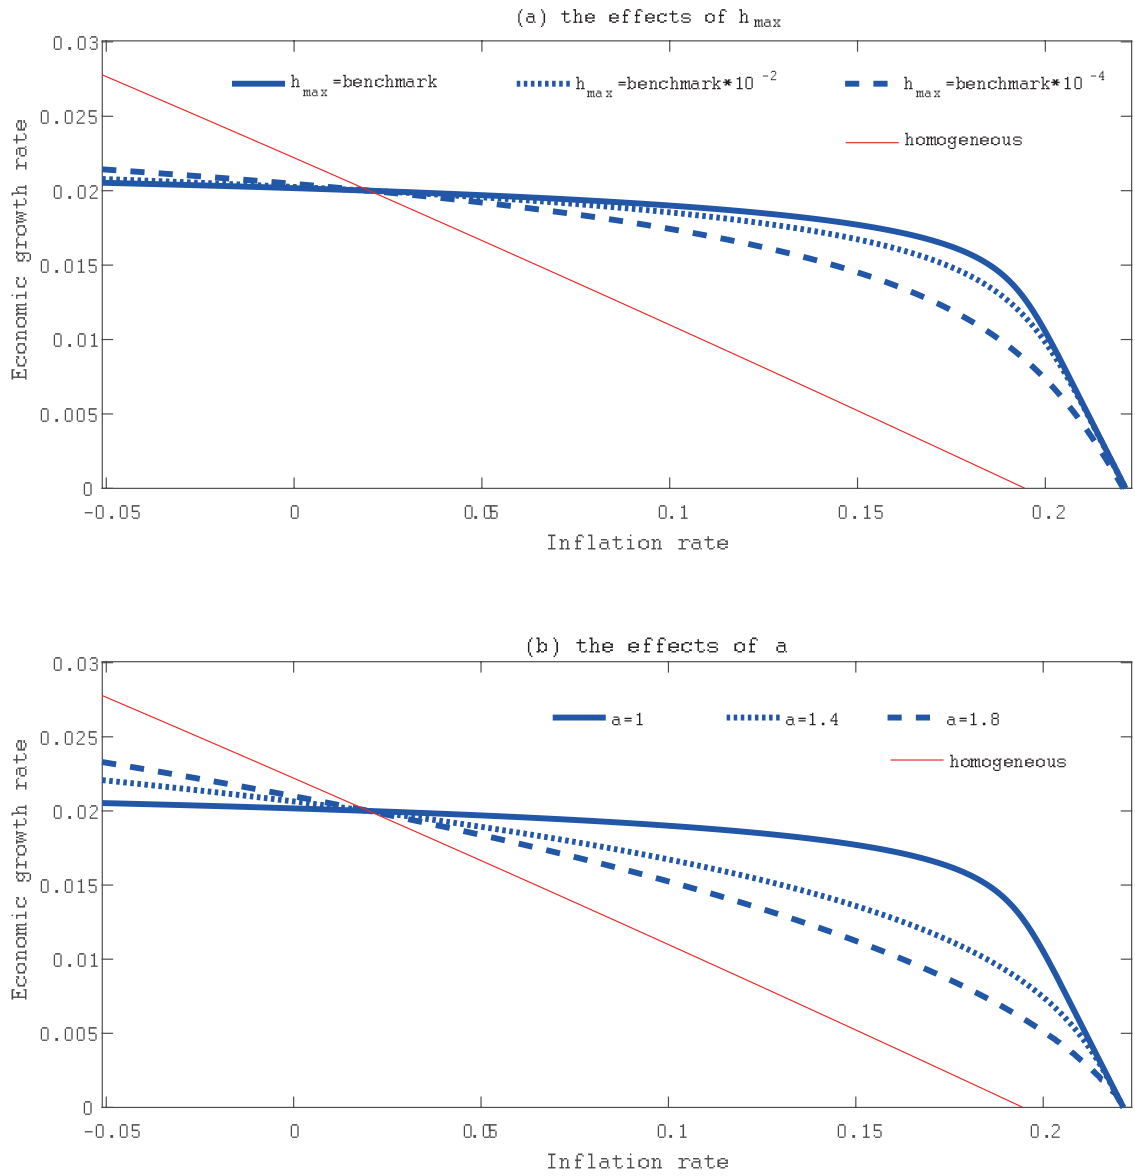 (a) the effects of h_max
0.03
h_max=benchmark h_max=benchmark*10^-2 h_max=benchmark*10^-4
homogeneous
0.025
0.02
0.015
0.01
0.005
0
Economic growth rate
-0.05 0 0.05 0.1 0.15 0.2
Inflation rate
(b) the effects of a
0.03
a=1 a=1.4 a=1.8
homogeneous
0.025
0.02
0.015
0.01
0.005
0
Economic growth rate
-0.05 0 0.05 0.1 0.15 0.2
Inflation rate